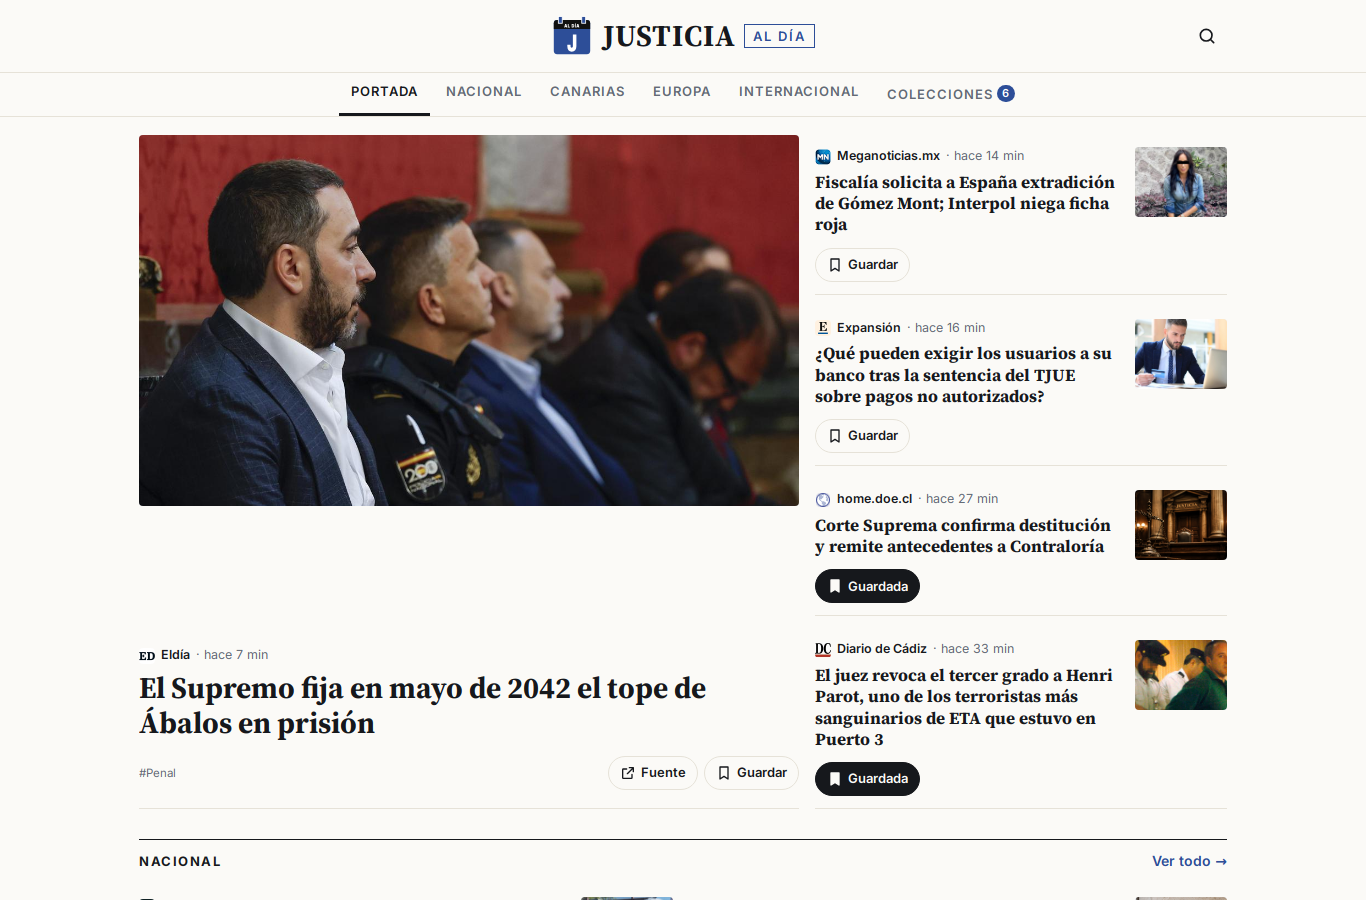 AL DÍA
J
JUSTICIA AL DÍA
PORTADA NACIONAL CANARIAS EUROPA INTERNACIONAL COLECCIONES 6
MN Meganoticias.mx · hace 14 min
Fiscalía solicita a España extradición
de Gómez Mont; Interpol niega ficha
roja
Guardar
E Expansión · hace 16 min
¿Qué pueden exigir los usuarios a su
banco tras la sentencia del TJUE
sobre pagos no autorizados?
Guardar
home.doe.cl · hace 27 min
Corte Suprema confirma destitución
y remite antecedentes a Contraloría
JUSTICIA
Guardada
DC Diario de Cádiz · hace 33 min
El juez revoca el tercer grado a Henri
Parot, uno de los terroristas más
sanguinarios de ETA que estuvo en
Puerto 3
Guardada
200
ED Eldía · hace 7 min
El Supremo fija en mayo de 2042 el tope de
Ábalos en prisión
#Penal
Fuente Guardar
NACIONAL
Ver todo →